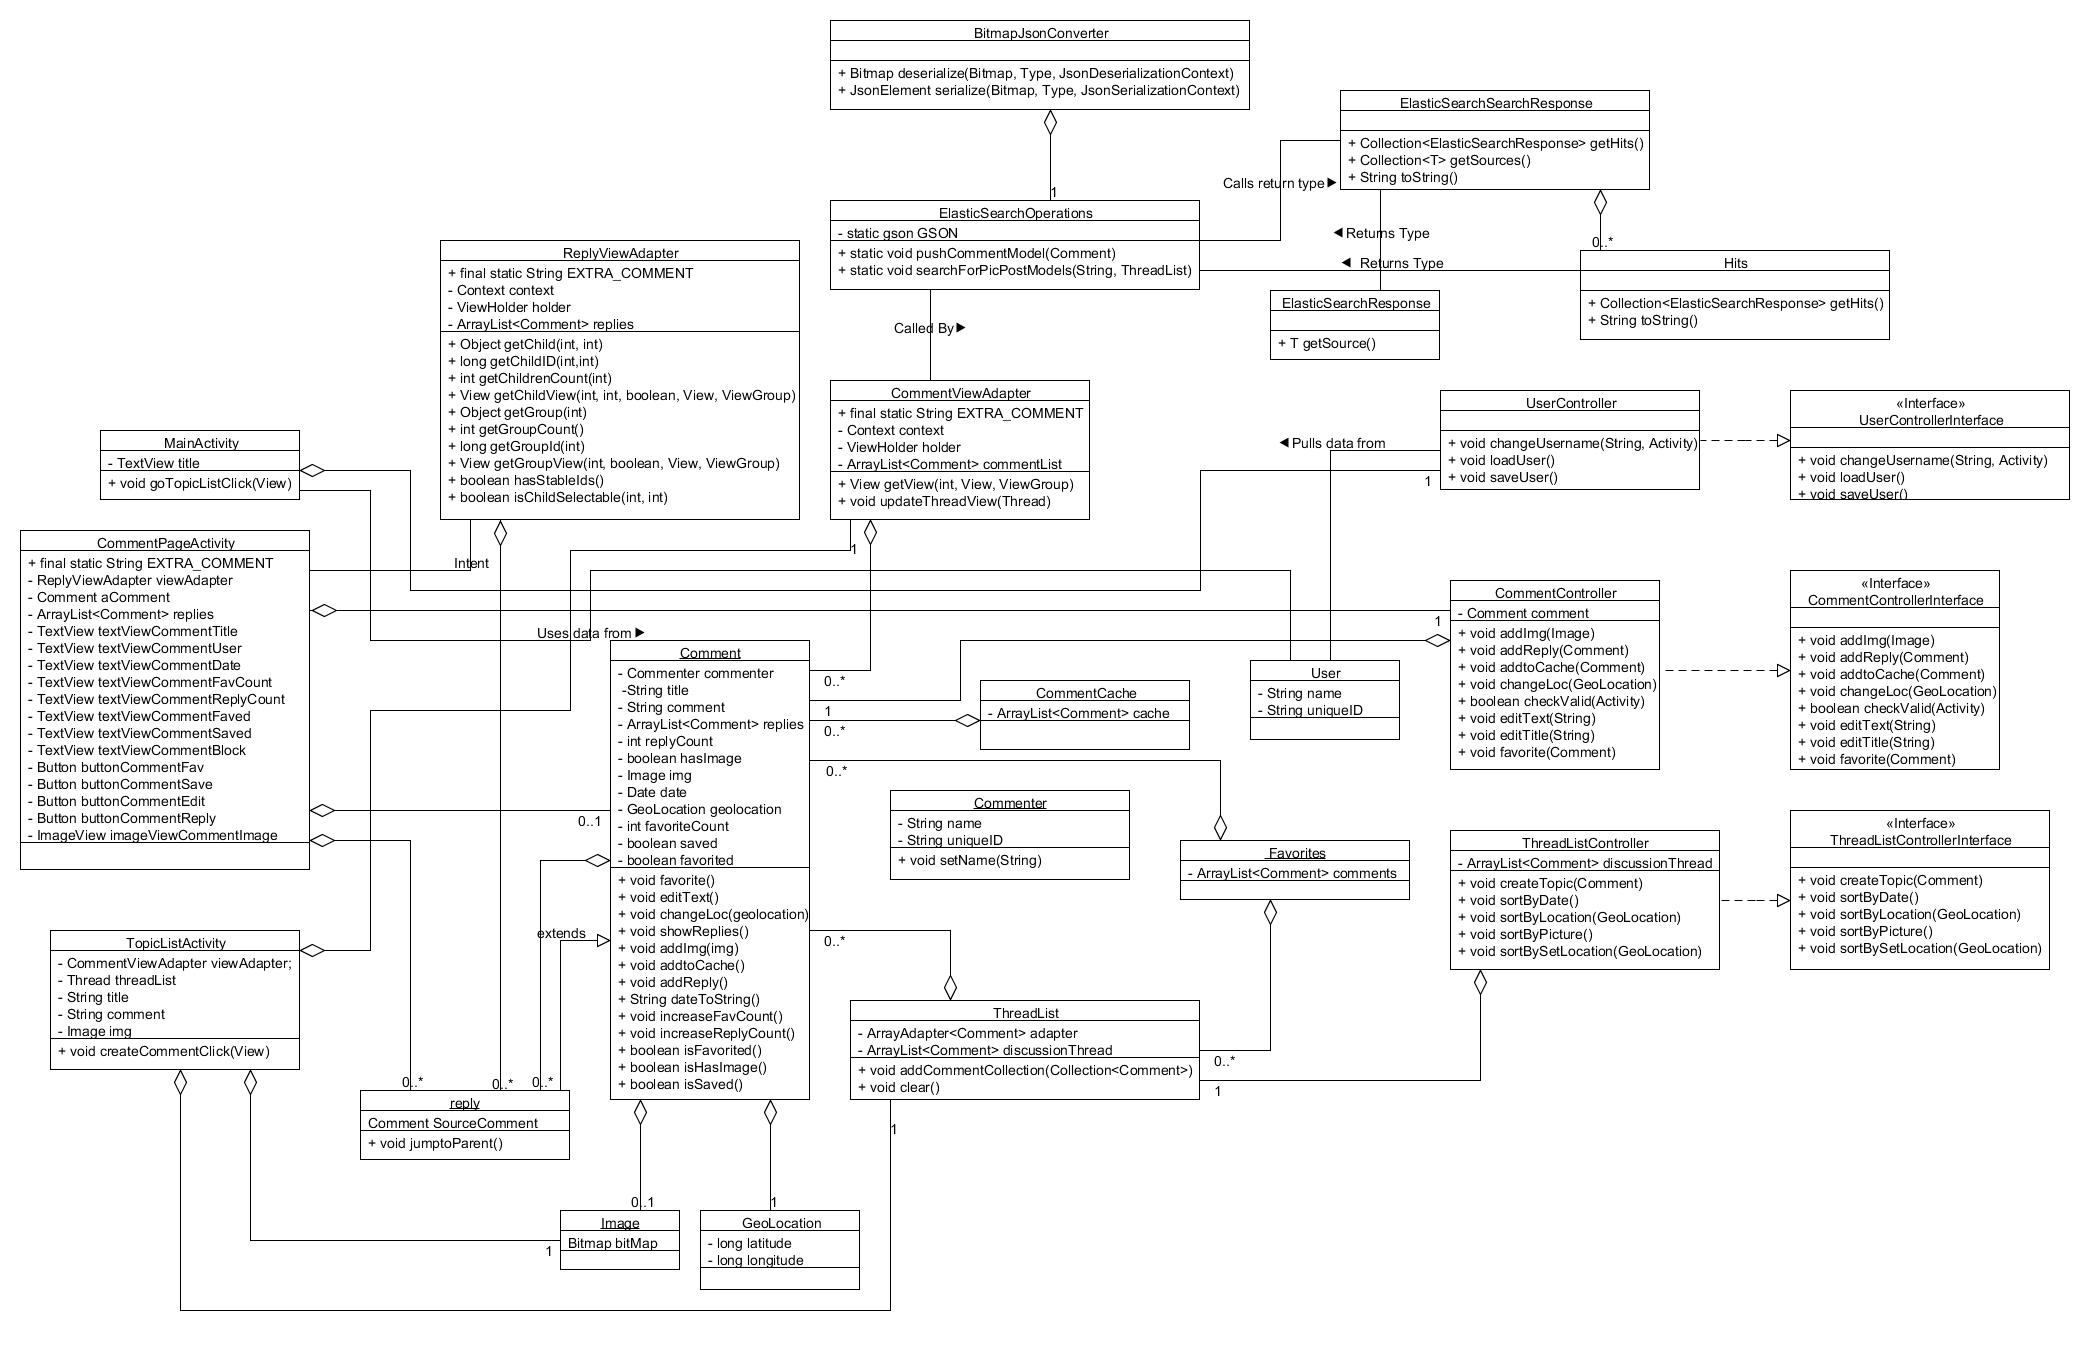 BitmapJsonConverter
+ Bitmap deserialize(Bitmap, Type, JsonDeserializationContext)
+ JsonElement serialize(Bitmap, Type, JsonSerializationContext)
1
ElasticSearchSearchResponse
+ Collection<ElasticSearchResponse> getHits()
+ Collection<T> getSources()
+ String toString()
Calls return type ▶
ElasticSearchOperations
- static gson GSON
+ static void pushCommentModel(Comment)
+ static void searchForPicPostModels(String, ThreadList)
◀ Returns Type
◀ Returns Type
0..*
Hits
+ Collection<ElasticSearchResponse> getHits()
+ String toString()
ElasticSearchResponse
+ T getSource()
Called By ▶
ReplyViewAdapter
+ final static String EXTRA_COMMENT
- Context context
- ViewHolder holder
- ArrayList<Comment> replies
+ Object getChild(int, int)
+ long getChildID(int,int)
+ int getChildrenCount(int)
+ View getChildView(int, int, boolean, View, ViewGroup)
+ Object getGroup(int)
+ int getGroupCount()
+ long getGroupId(int)
+ View getGroupView(int, boolean, View, ViewGroup)
+ boolean hasStableIds()
+ boolean isChildSelectable(int, int)
CommentViewAdapter
+ final static String EXTRA_COMMENT
- Context context
- ViewHolder holder
- ArrayList<Comment> commentList
+ View getView(int, View, ViewGroup)
+ void updateThreadView(Thread)
1
UserController
+ void changeUsername(String, Activity)
+ void loadUser()
+ void saveUser()
◀ Pulls data from
1
«Interface»
UserControllerInterface
+ void changeUsername(String, Activity)
+ void loadUser()
+ void saveUser()
MainActivity
- TextView title
+ void goTopicListClick(View)
CommentPageActivity
+ final static String EXTRA_COMMENT
- ReplyViewAdapter viewAdapter
- Comment aComment
- ArrayList<Comment> replies
- TextView textViewCommentTitle
- TextView textViewCommentUser
- TextView textViewCommentDate
- TextView textViewCommentFavCount
- TextView textViewCommentReplyCount
- TextView textViewCommentFaved
- TextView textViewCommentSaved
- TextView textViewCommentBlock
- Button buttonCommentFav
- Button buttonCommentSave
- Button buttonCommentEdit
- Button buttonCommentReply
- ImageView imageViewCommentImage
Intent
Uses data from ▶
0..1
Comment
- Commenter commenter
-String title
- String comment
- ArrayList<Comment> replies
- int replyCount
- boolean hasImage
- Image img
- Date date
- GeoLocation geolocation
- int favoriteCount
- boolean saved
- boolean favorited
+ void favorite()
+ void editText()
+ void changeLoc(geolocation)
+ void showReplies()
+ void addImg(img)
+ void addtoCache()
+ void addReply()
+ String dateToString()
+ void increaseFavCount()
+ void increaseReplyCount()
+ boolean isFavorited()
+ boolean isHasImage()
+ boolean isSaved()
0..*
1
0..*
0..*
0..*
CommentCache
- ArrayList<Comment> cache
User
- String name
- String uniqueID
CommentController
- Comment comment
+ void addImg(Image)
+ void addReply(Comment)
+ void addtoCache(Comment)
+ void changeLoc(GeoLocation)
+ boolean checkValid(Activity)
+ void editText(String)
+ void editTitle(String)
+ void favorite(Comment)
1
«Interface»
CommentControllerInterface
+ void addImg(Image)
+ void addReply(Comment)
+ void addtoCache(Comment)
+ void changeLoc(GeoLocation)
+ boolean checkValid(Activity)
+ void editText(String)
+ void editTitle(String)
+ void favorite(Comment)
Commenter
- String name
- String uniqueID
+ void setName(String)
Favorites
- ArrayList<Comment> comments
ThreadListController
- ArrayList<Comment> discussionThread
+ void createTopic(Comment)
+ void sortByDate()
+ void sortByLocation(GeoLocation)
+ void sortByPicture()
+ void sortBySetLocation(GeoLocation)
«Interface»
ThreadListControllerInterface
+ void createTopic(Comment)
+ void sortByDate()
+ void sortByLocation(GeoLocation)
+ void sortByPicture()
+ void sortBySetLocation(GeoLocation)
TopicListActivity
- CommentViewAdapter viewAdapter;
- Thread threadList
- String title
- String comment
- Image img
+ void createCommentClick(View)
extends
ThreadList
- ArrayAdapter<Comment> adapter
- ArrayList<Comment> discussionThread
+ void addCommentCollection(Collection<Comment>)
+ void clear()
0..*
1
1
0..*
0..*
0..*
reply
Comment SourceComment
+ void jumptoParent()
0..1
1
Image
Bitmap bitMap
1
GeoLocation
- long latitude
- long longitude